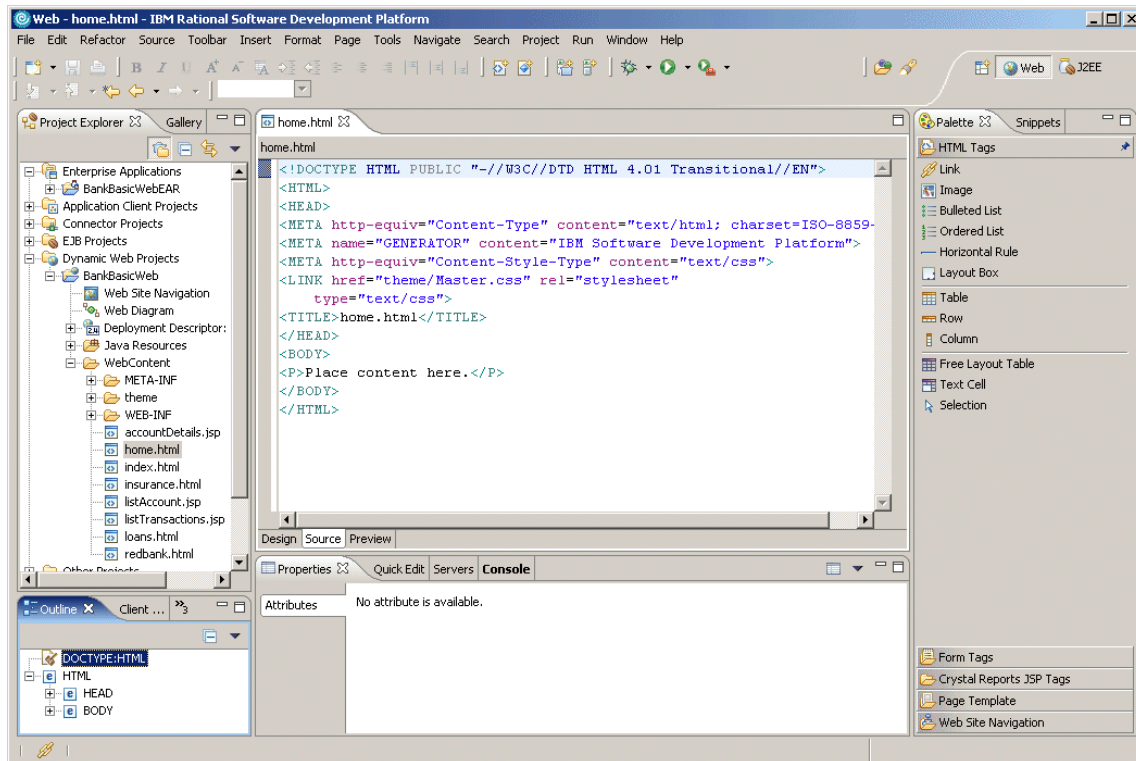 Web - home.html - IBM Rational Software Development Platform
File Edit Refactor Source Toolbar Insert Format Page Tools Navigate Search Project Run Window Help
B I U A A
Web J2EE
Project Explorer Gallery
Enterprise Applications
BankBasicWebEAR
Application Client Projects
Connector Projects
EJB Projects
Dynamic Web Projects
BankBasicWeb
Web Site Navigation
Web Diagram
Deployment Descriptor:
Java Resources
WebContent
META-INF
theme
WEB-INF
accountDetails.jsp
home.html
index.html
insurance.html
listAccount.jsp
listTransactions.jsp
loans.html
redbank.html
Other Projects
Outline Client ... 3
DOCTYPE:HTML
HTML
HEAD
BODY
home.html
home.html
<!DOCTYPE HTML PUBLIC "-//W3C//DTD HTML 4.01 Transitional//EN">
<HTML>
<HEAD>
<META http-equiv="Content-Type" content="text/html; charset=ISO-8859-
<META name="GENERATOR" content="IBM Software Development Platform">
<META http-equiv="Content-Style-Type" content="text/css">
<LINK href="theme/Master.css" rel="stylesheet"
type="text/css">
<TITLE>home.html</TITLE>
</HEAD>
<BODY>
<P>Place content here.</P>
</BODY>
</HTML>
Design Source Preview
Properties Quick Edit Servers Console
Attributes No attribute is available.
Palette Snippets
HTML Tags
Link
Image
Bulleted List
Ordered List
Horizontal Rule
Layout Box
Table
Row
Column
Free Layout Table
Text Cell
Selection
Form Tags
Crystal Reports JSP Tags
Page Template
Web Site Navigation